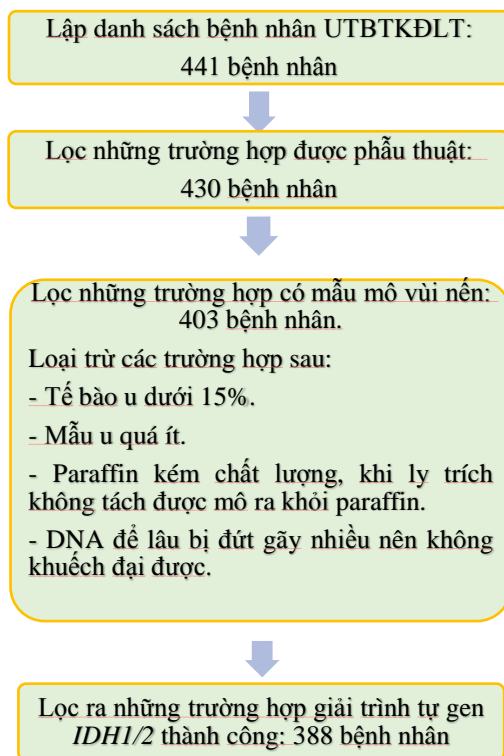 Lập danh sách bệnh nhân UTBTKĐLT:
441 bệnh nhân
Lọc những trường hợp được phẫu thuật:
430 bệnh nhân
Lọc những trường hợp có mẫu mô vùi nến:
403 bệnh nhân.
Loại trừ các trường hợp sau:
- Tế bào u dưới 15%.
- Mẫu u quá ít.
- Paraffin kém chất lượng, khi ly trích
không tách được mô ra khỏi paraffin.
- DNA để lâu bị đứt gãy nhiều nên không
khuếch đại được.
Lọc ra những trường hợp giải trình tự gen
IDH1/2 thành công: 388 bệnh nhân